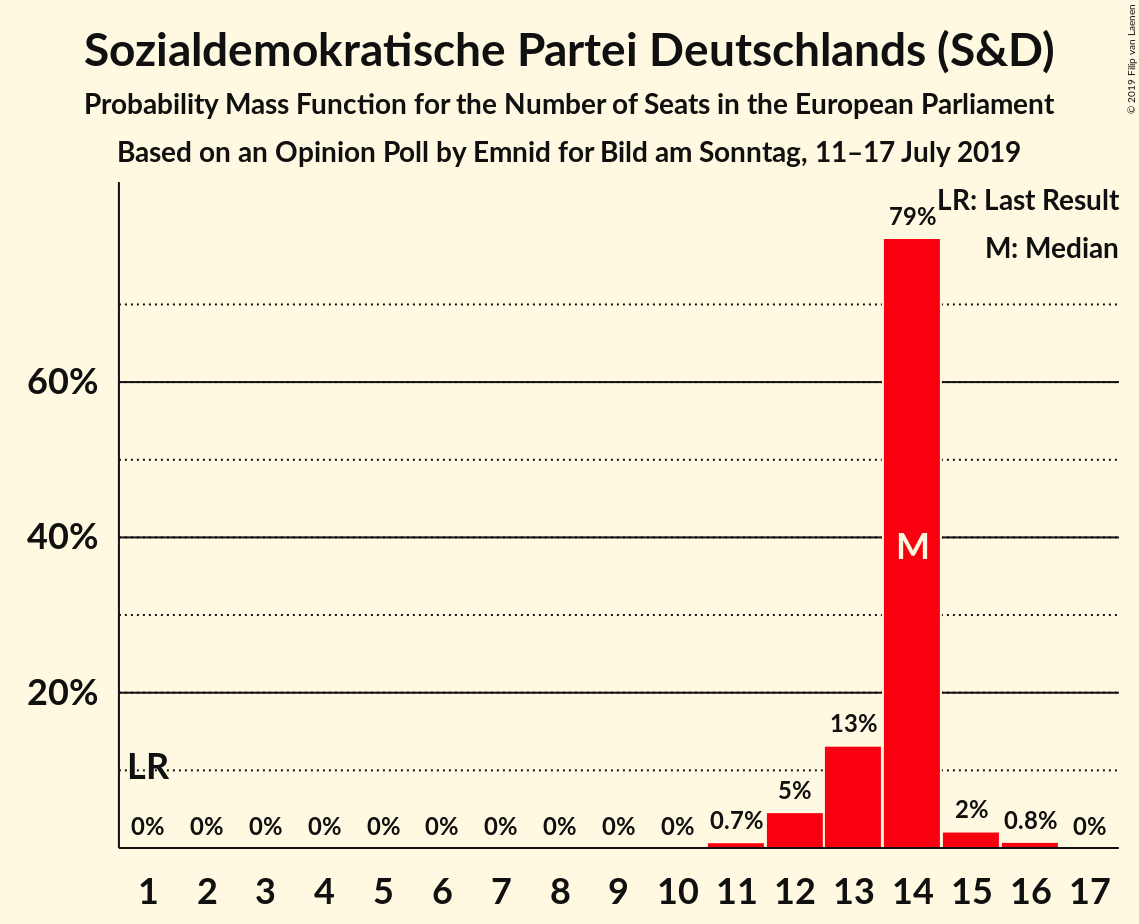 Sozialdemokratische Partei Deutschlands (S&D)
Probability Mass Function for the Number of Seats in the European Parliament
Based on an Opinion Poll by Emnid for Bild am Sonntag, 11–17 July 2019
© 2019 Filip van Laenen
LR: Last Result
M: Median
79%
60%
40%
M
20%
13%
LR
5%
0% 0% 0% 0% 0% 0% 0% 0% 0% 0% 0.7% 2% 0.8% 0%
1 2 3 4 5 6 7 8 9 10 11 12 13 14 15 16 17